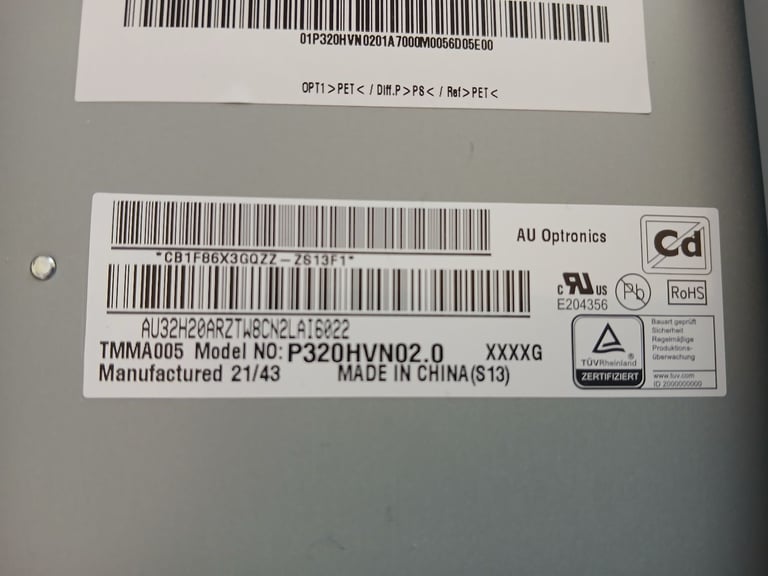 01P320HVN0201A7000M0056D05E00
OPT1>PET< / Diff.P>PS< / Ref>PET<
*CB1F86X3GQZZ-ZS13F1*
AU Optronics
Cd
c RU US
E204356
Pb
RoHS
AU32H20ARZTW8CN2LAI6022
TMMA005 Model NO: P320HVN02.0 XXXXG
Manufactured 21/43 MADE IN CHINA(S13)
TÜVRheinland®
ZERTIFIZIERT
Bauart geprüft
Sicherheit
Regelmäßige
Produktions-
überwachung
www.tuv.com
ID 2000000000